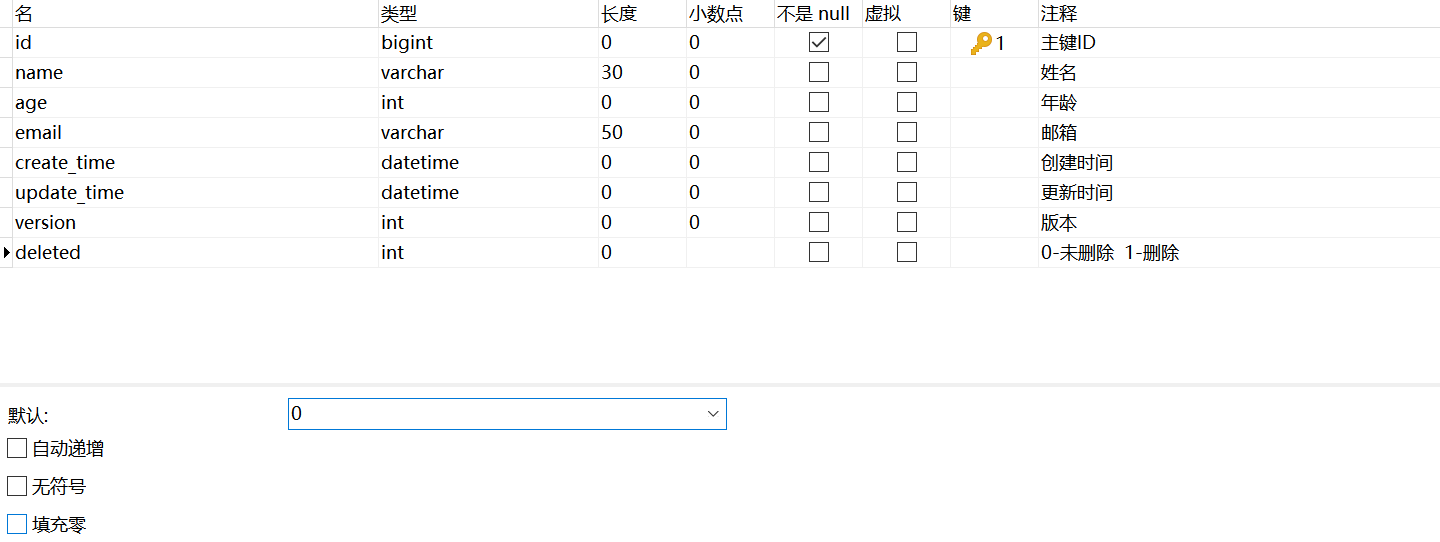 名 类型 长度 小数点 不是 null 虚拟 键 注释
id bigint 0 0 1 主键ID
name varchar 30 0 姓名
age int 0 0 年龄
email varchar 50 0 邮箱
create_time datetime 0 0 创建时间
update_time datetime 0 0 更新时间
version int 0 0 版本
deleted int 0 0-未删除 1-删除
默认: 0
自动递增
无符号
填充零